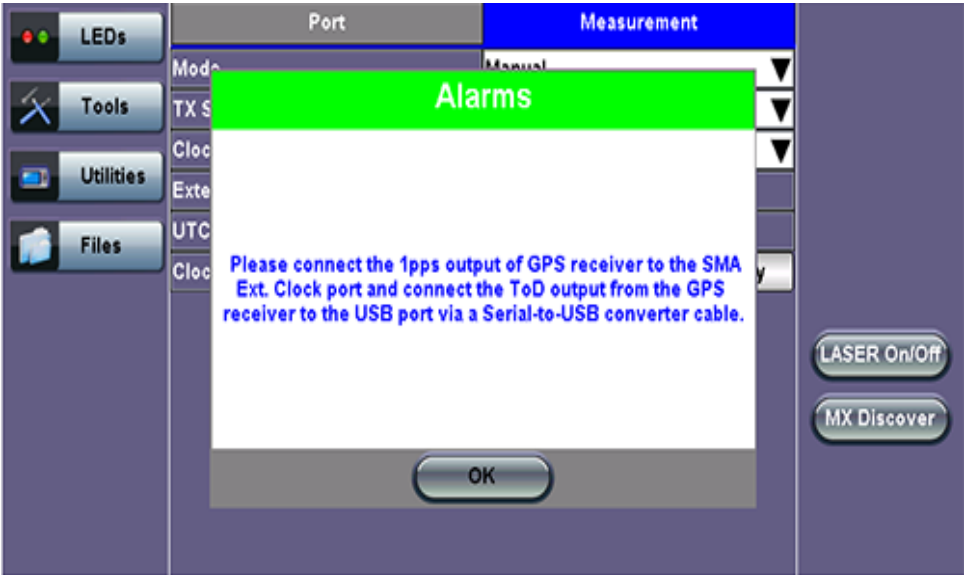 LEDs
Tools
Utilities
Files
Port
Measurement
Mode
Manual
TX S
Cloc
Exte
UTC
Cloc
y
Alarms
Please connect the 1pps output of GPS receiver to the SMA
Ext. Clock port and connect the ToD output from the GPS
receiver to the USB port via a Serial-to-USB converter cable.
OK
LASER On/Off
MX Discover